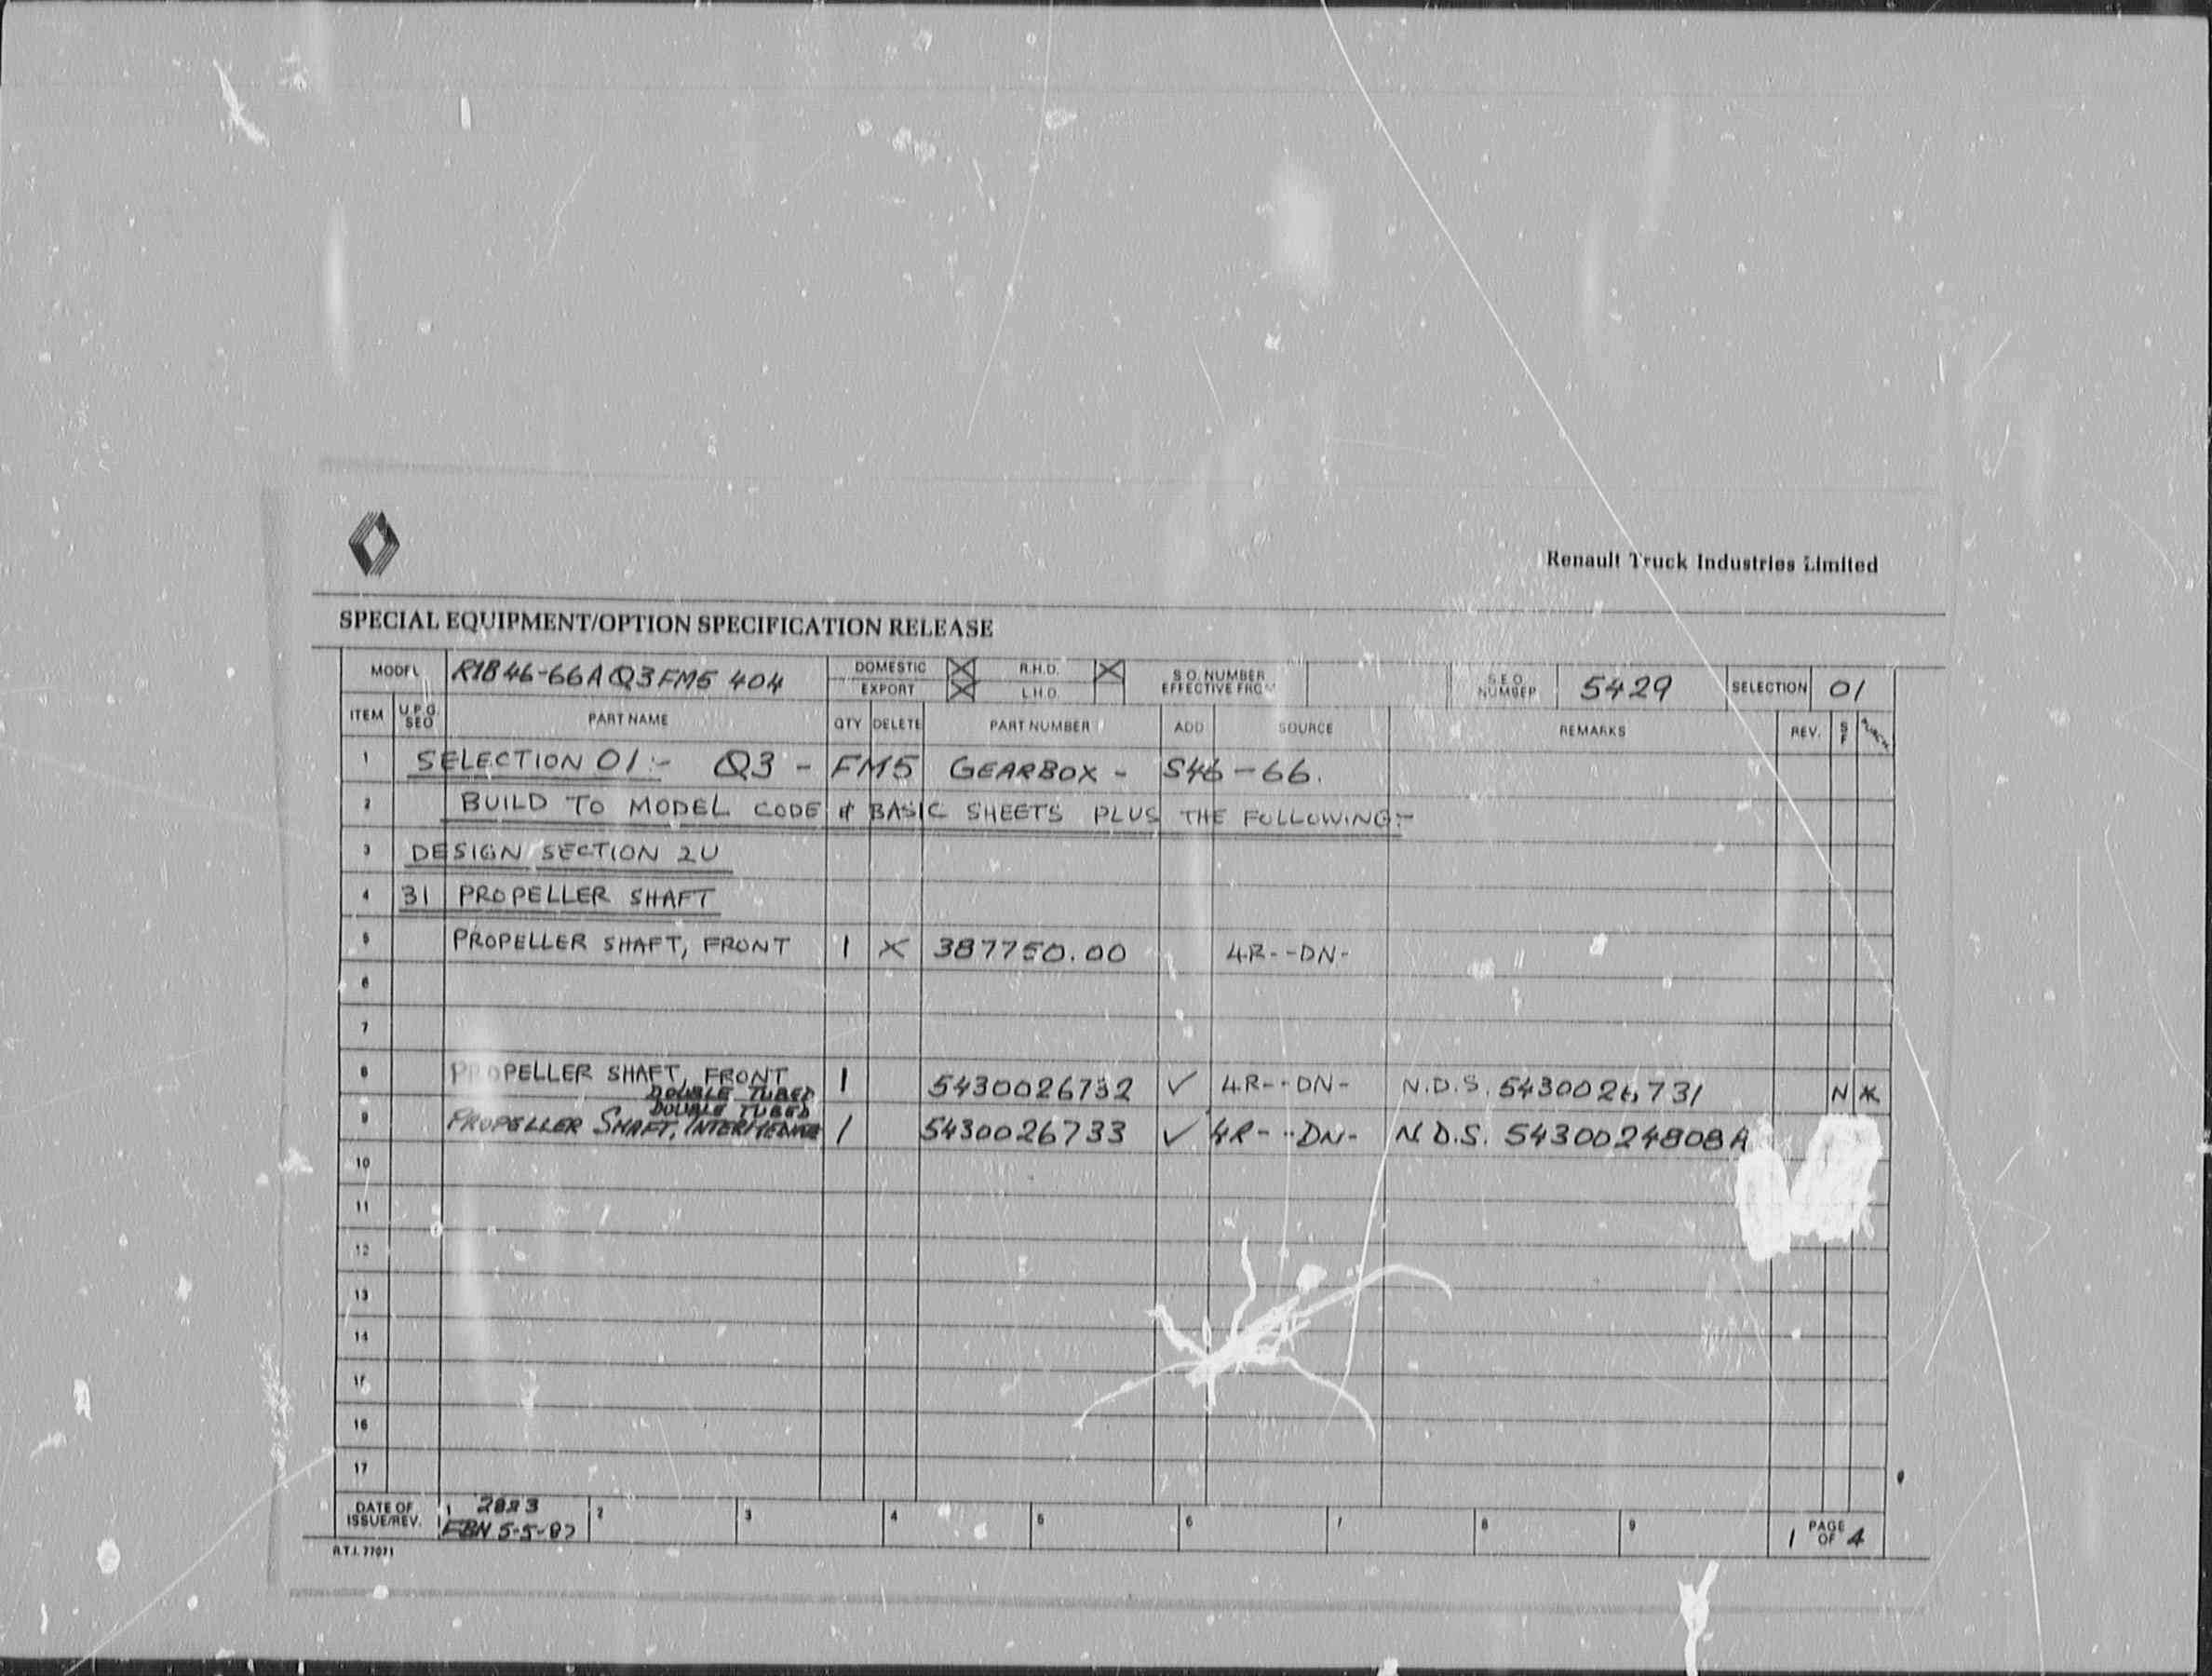 Renault Truck Industries Limited
SPECIAL EQUIPMENT/OPTION SPECIFICATION RELEASE
MODEL R1B46-66A Q3FM5 404 DOMESTIC X R.H.D. X S.O. NUMBER EFFECTIVE FROM S.E.O. NUMBER 5429 SELECTION 01
EXPORT X L.H.D.
ITEM U.P.G. SEQ PART NAME QTY DELETE PART NUMBER ADD SOURCE REMARKS REV. S F
1 SELECTION 01:- Q3 - FM5 GEARBOX - S46-66.
2 BUILD TO MODEL CODE & BASIC SHEETS PLUS THE FOLLOWING:-
3 DESIGN SECTION 2U
4 31 PROPELLER SHAFT
5 PROPELLER SHAFT, FRONT 1 X 387750.00 4R--DN-
6
7
8 PROPELLER SHAFT, FRONT 1 5430026732 ✓ 4R--DN- N.D.S. 5430026731 N *
DOUBLE TUBED
DOUBLE TUBED
9 PROPELLER SHAFT, INTERMEDIATE 1 5430026733 ✓ 4R--DN- N.D.S. 5430024808A
10
11
12
13
14
15
16
17
DATE OF ISSUE/REV. 1 2823 2 3 4 5 6 7 8 9 1 PAGE OF 4
FBN 5-5-87
R.T.I. 77071